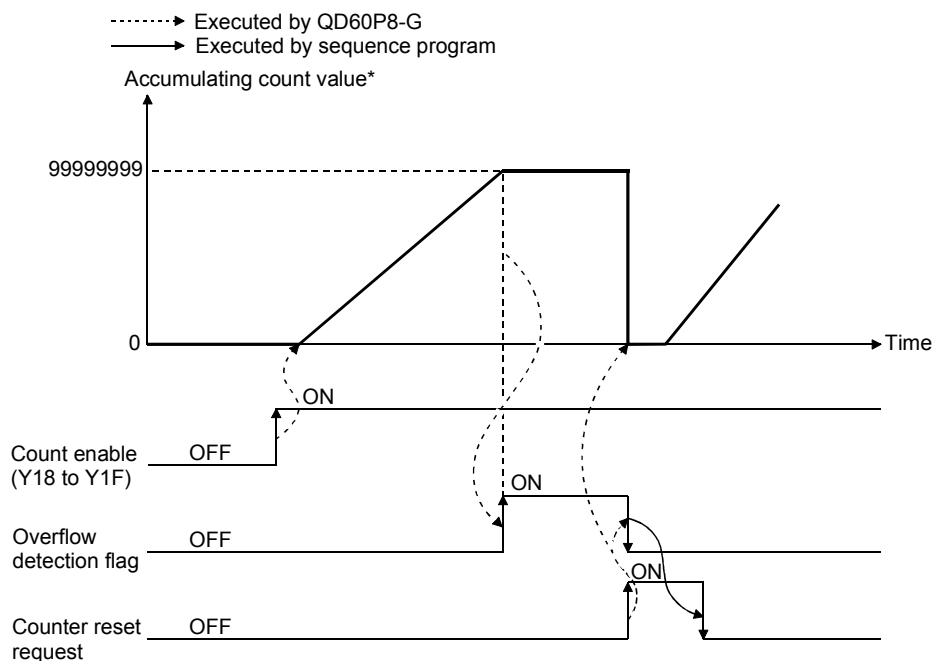 Executed by QD60P8-G
Executed by sequence program
Accumulating count value*
99999999
0
Time
ON
Count enable
(Y18 to Y1F)
OFF
ON
Overflow
detection flag
OFF
ON
Counter reset
request
OFF